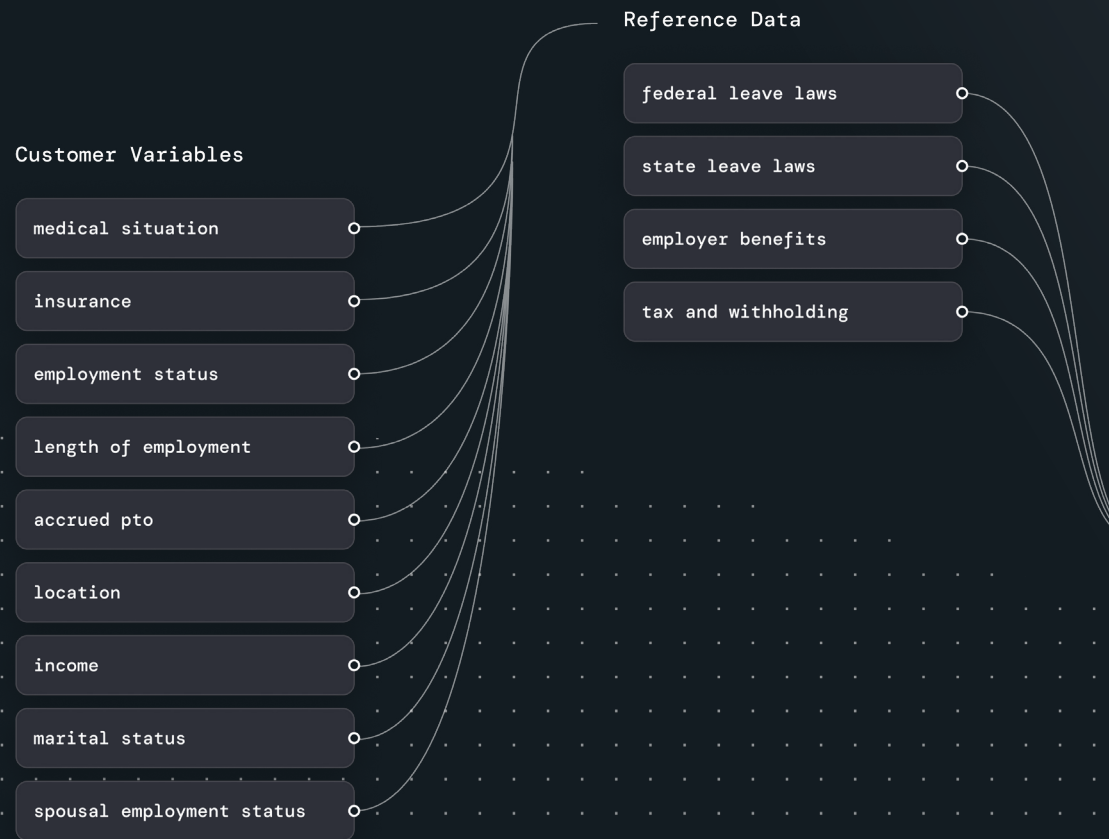 Customer Variables
medical situation
insurance
employment status
length of employment
accrued pto
location
income
marital status
spousal employment status
Reference Data
federal leave laws
state leave laws
employer benefits
tax and withholding